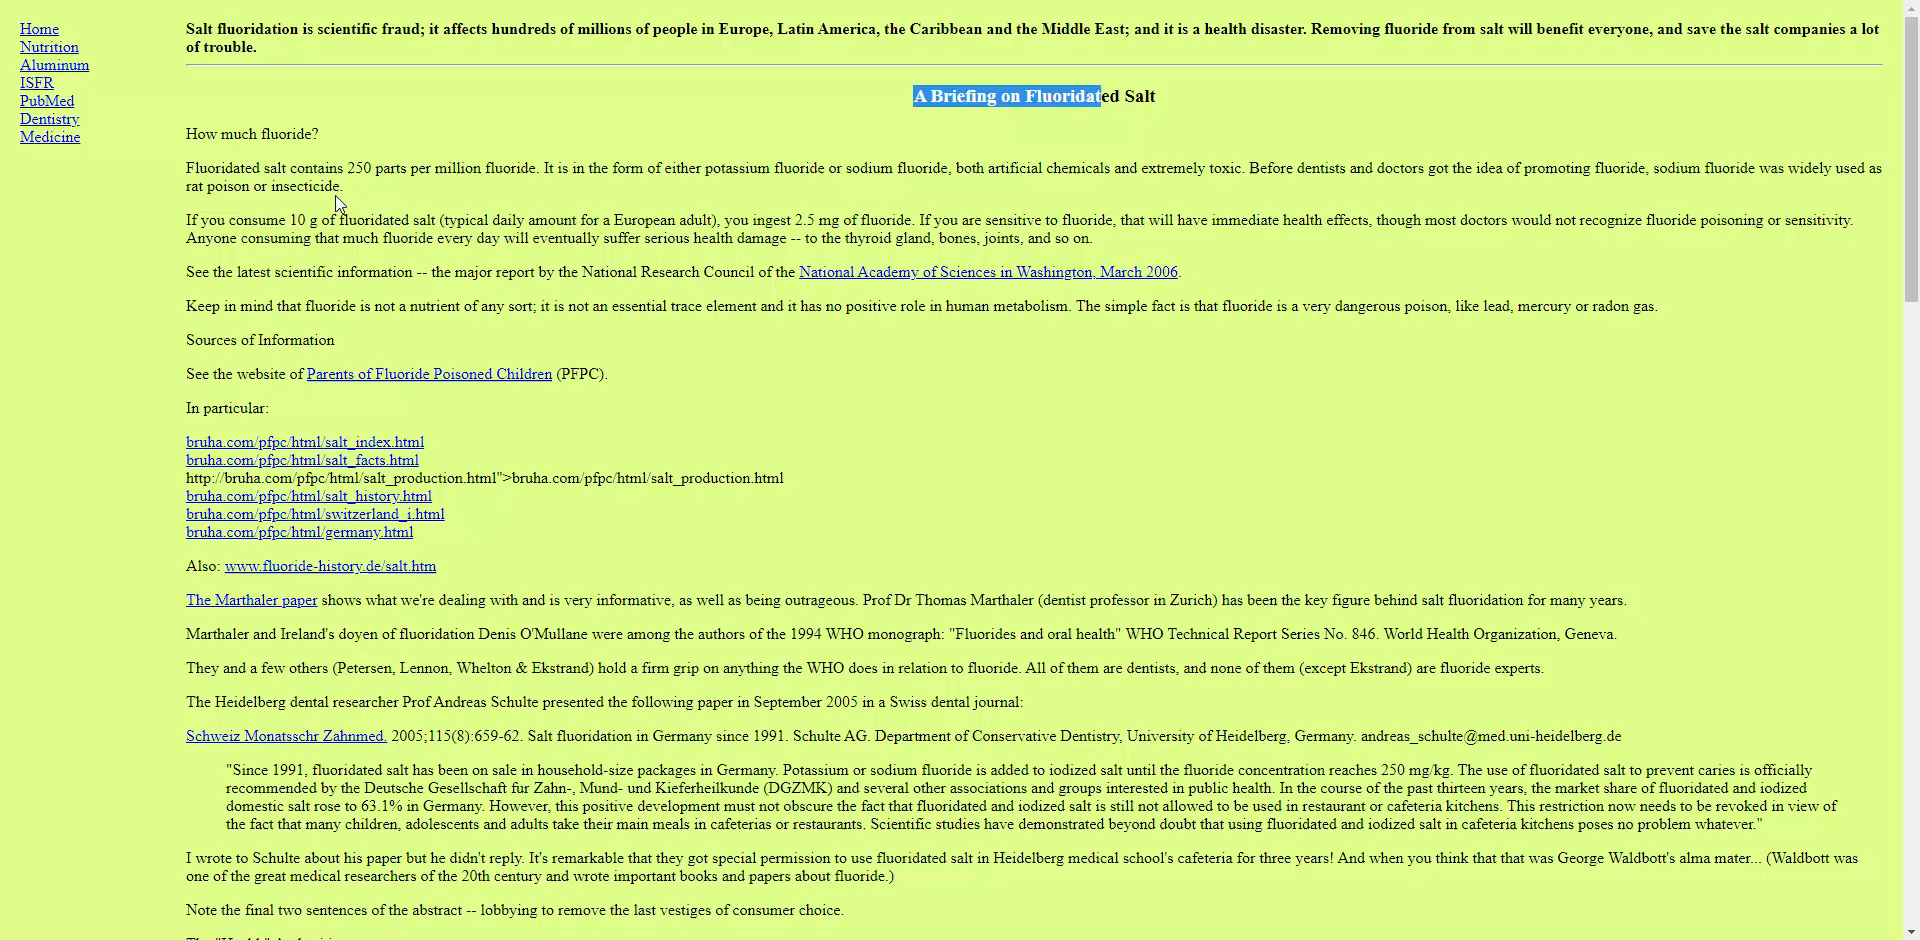 Home
Nutrition
Aluminum
ISFR
PubMed
Dentistry
Medicine
Salt fluoridation is scientific fraud; it affects hundreds of millions of people in Europe, Latin America, the Caribbean and the Middle East; and it is a health disaster. Removing fluoride from salt will benefit everyone, and save the salt companies a lot
of trouble.
A Briefing on Fluoridated Salt
How much fluoride?
Fluoridated salt contains 250 parts per million fluoride. It is in the form of either potassium fluoride or sodium fluoride, both artificial chemicals and extremely toxic. Before dentists and doctors got the idea of promoting fluoride, sodium fluoride was widely used as
rat poison or insecticide.
If you consume 10 g of fluoridated salt (typical daily amount for a European adult), you ingest 2.5 mg of fluoride. If you are sensitive to fluoride, that will have immediate health effects, though most doctors would not recognize fluoride poisoning or sensitivity.
Anyone consuming that much fluoride every day will eventually suffer serious health damage -- to the thyroid gland, bones, joints, and so on.
See the latest scientific information -- the major report by the National Research Council of the National Academy of Sciences in Washington, March 2006.
Keep in mind that fluoride is not a nutrient of any sort; it is not an essential trace element and it has no positive role in human metabolism. The simple fact is that fluoride is a very dangerous poison, like lead, mercury or radon gas.
Sources of Information
See the website of Parents of Fluoride Poisoned Children (PFPC).
In particular:
bruha.com/pfpc/html/salt_index.html
bruha.com/pfpc/html/salt_facts.html
http://bruha.com/pfpc/html/salt_production.html">bruha.com/pfpc/html/salt_production.html
bruha.com/pfpc/html/salt_history.html
bruha.com/pfpc/html/switzerland_i.html
bruha.com/pfpc/html/germany.html
Also: www.fluoride-history.de/salt.htm
The Marthaler paper shows what we're dealing with and is very informative, as well as being outrageous. Prof Dr Thomas Marthaler (dentist professor in Zurich) has been the key figure behind salt fluoridation for many years.
Marthaler and Ireland's doyen of fluoridation Denis O'Mullane were among the authors of the 1994 WHO monograph: "Fluorides and oral health" WHO Technical Report Series No. 846. World Health Organization, Geneva.
They and a few others (Petersen, Lennon, Whelton & Ekstrand) hold a firm grip on anything the WHO does in relation to fluoride. All of them are dentists, and none of them (except Ekstrand) are fluoride experts.
The Heidelberg dental researcher Prof Andreas Schulte presented the following paper in September 2005 in a Swiss dental journal:
Schweiz Monatsschr Zahnmed. 2005;115(8):659-62. Salt fluoridation in Germany since 1991. Schulte AG. Department of Conservative Dentistry, University of Heidelberg, Germany. andreas_schulte@med.uni-heidelberg.de
"Since 1991, fluoridated salt has been on sale in household-size packages in Germany. Potassium or sodium fluoride is added to iodized salt until the fluoride concentration reaches 250 mg/kg. The use of fluoridated salt to prevent caries is officially
recommended by the Deutsche Gesellschaft fur Zahn-, Mund- und Kieferheilkunde (DGZMK) and several other associations and groups interested in public health. In the course of the past thirteen years, the market share of fluoridated and iodized
domestic salt rose to 63.1% in Germany. However, this positive development must not obscure the fact that fluoridated and iodized salt is still not allowed to be used in restaurant or cafeteria kitchens. This restriction now needs to be revoked in view of
the fact that many children, adolescents and adults take their main meals in cafeterias or restaurants. Scientific studies have demonstrated beyond doubt that using fluoridated and iodized salt in cafeteria kitchens poses no problem whatever."
I wrote to Schulte about his paper but he didn't reply. It's remarkable that they got special permission to use fluoridated salt in Heidelberg medical school's cafeteria for three years! And when you think that that was George Waldbott's alma mater... (Waldbott was
one of the great medical researchers of the 20th century and wrote important books and papers about fluoride.)
Note the final two sentences of the abstract -- lobbying to remove the last vestiges of consumer choice.